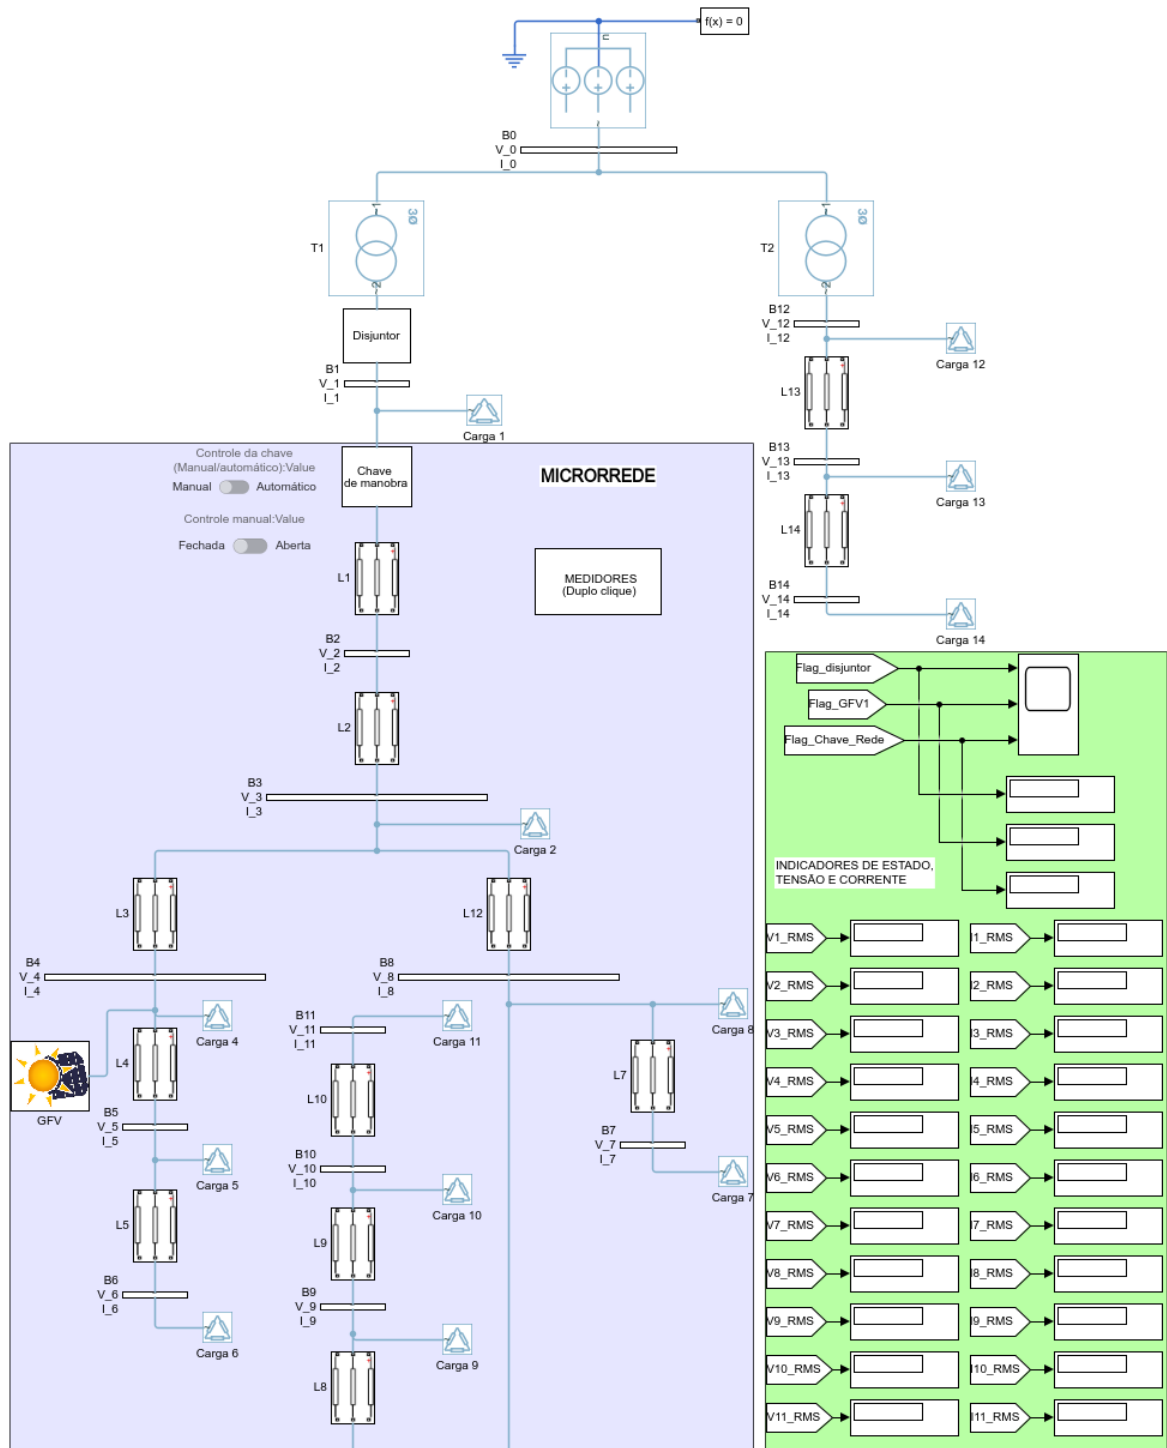 f(x) = 0
n
~
B0
V_0
I_0
~1
3Ø
T1
~2
~1
3Ø
T2
~2
Disjuntor
B1
V_1
I_1
Carga 1
B12
V_12
I_12
Carga 12
L13
B13
V_13
I_13
Carga 13
L14
B14
V_14
I_14
Carga 14
Controle da chave
(Manual/automático):Value
Manual
Automático
Chave
de manobra
MICRORREDE
Controle manual:Value
Fechada
Aberta
L1
MEDIDORES
(Duplo clique)
B2
V_2
I_2
L2
B3
V_3
I_3
Carga 2
L3
L12
B4
V_4
I_4
B8
V_8
I_8
Carga 4
L4
GFV
B11
V_11
I_11
Carga 11
Carga 8
L10
L7
B5
V_5
I_5
Carga 5
B10
V_10
I_10
Carga 10
B7
V_7
I_7
Carga 7
L5
L9
B6
V_6
I_6
Carga 6
B9
V_9
I_9
Carga 9
L8
Flag_disjuntor
Flag_GFV1
Flag_Chave_Rede
INDICADORES DE ESTADO,
TENSÃO E CORRENTE
V1_RMS
I1_RMS
V2_RMS
I2_RMS
V3_RMS
I3_RMS
V4_RMS
I4_RMS
V5_RMS
I5_RMS
V6_RMS
I6_RMS
V7_RMS
I7_RMS
V8_RMS
I8_RMS
V9_RMS
I9_RMS
V10_RMS
I10_RMS
V11_RMS
I11_RMS